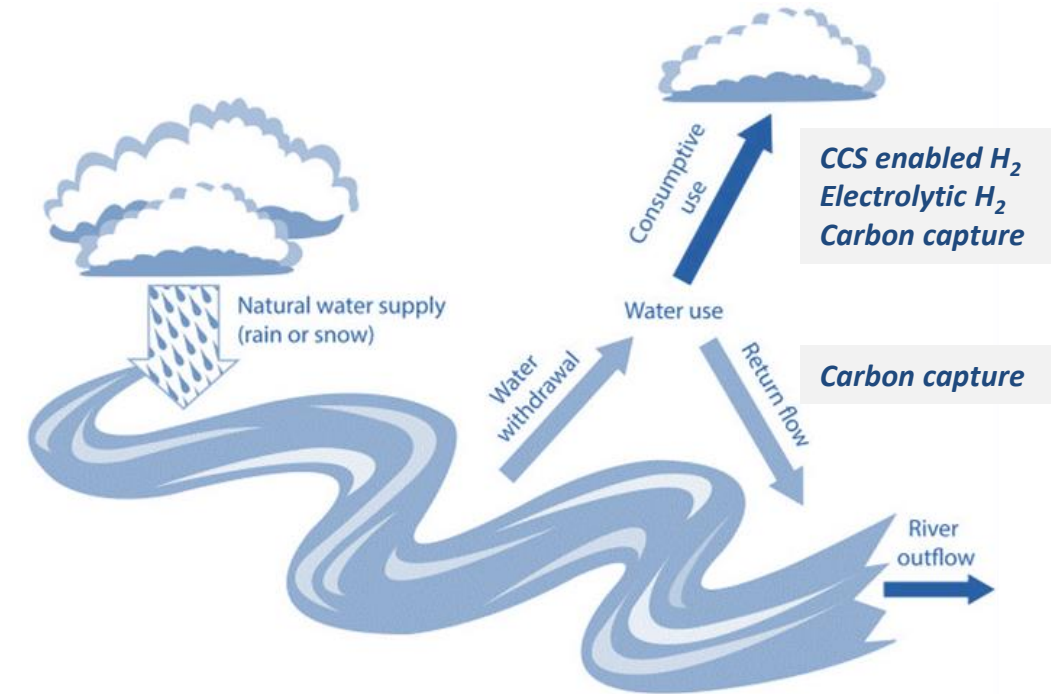 Consumptive
use
CCS enabled H₂
Electrolytic H₂
Carbon capture
Natural water supply
(rain or snow)
Water use
Water
withdrawal
Return flow
Carbon capture
River
outflow